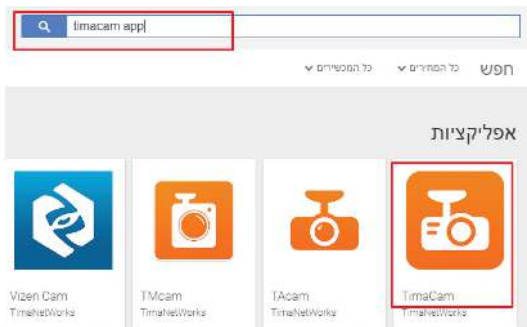 timacam app
חפש כל המחירים כל המכשירים
אפליקציות
TimaCam TAcam TMcam Vizen Cam
TimaNetWorks TimaNetWorks TimaNetWorks TimaNetWorks